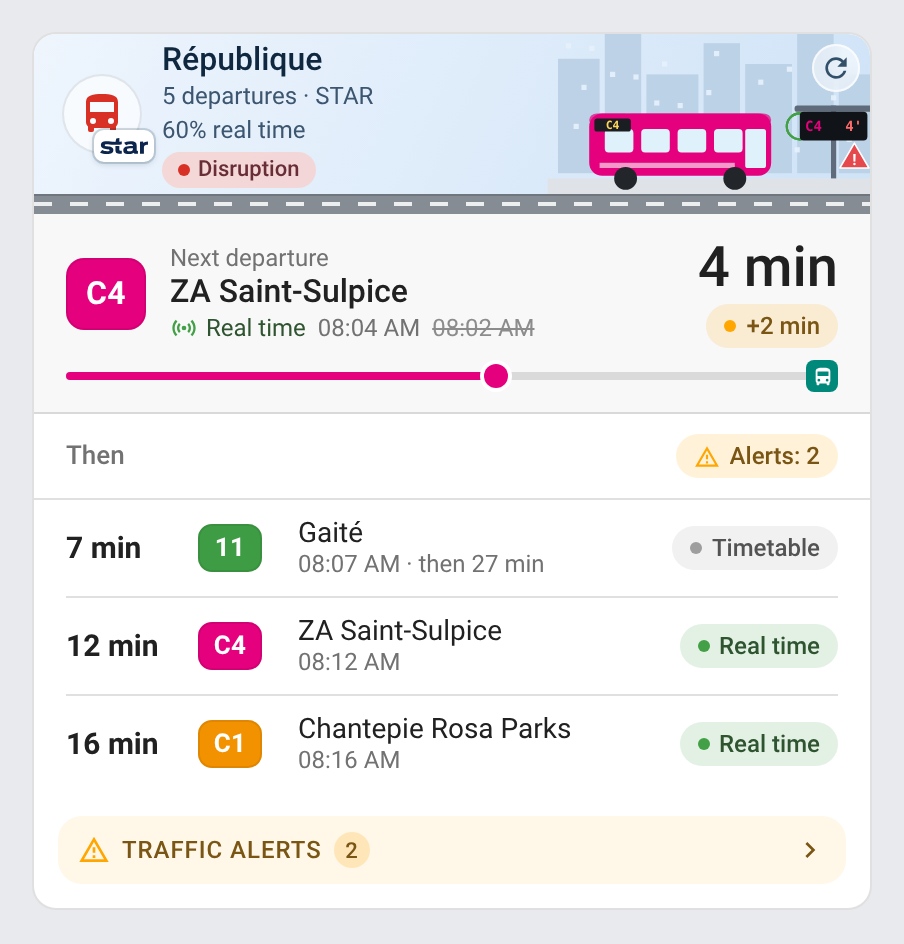 République
5 departures · STAR
60% real time
star
Disruption
C4
C4 4'
C4
Next departure
ZA Saint-Sulpice
Real time 08:04 AM 08:02 AM
4 min
+2 min
Then
Alerts: 2
7 min
11
Gaité
08:07 AM · then 27 min
Timetable
12 min
C4
ZA Saint-Sulpice
08:12 AM
Real time
16 min
C1
Chantepie Rosa Parks
08:16 AM
Real time
TRAFFIC ALERTS 2